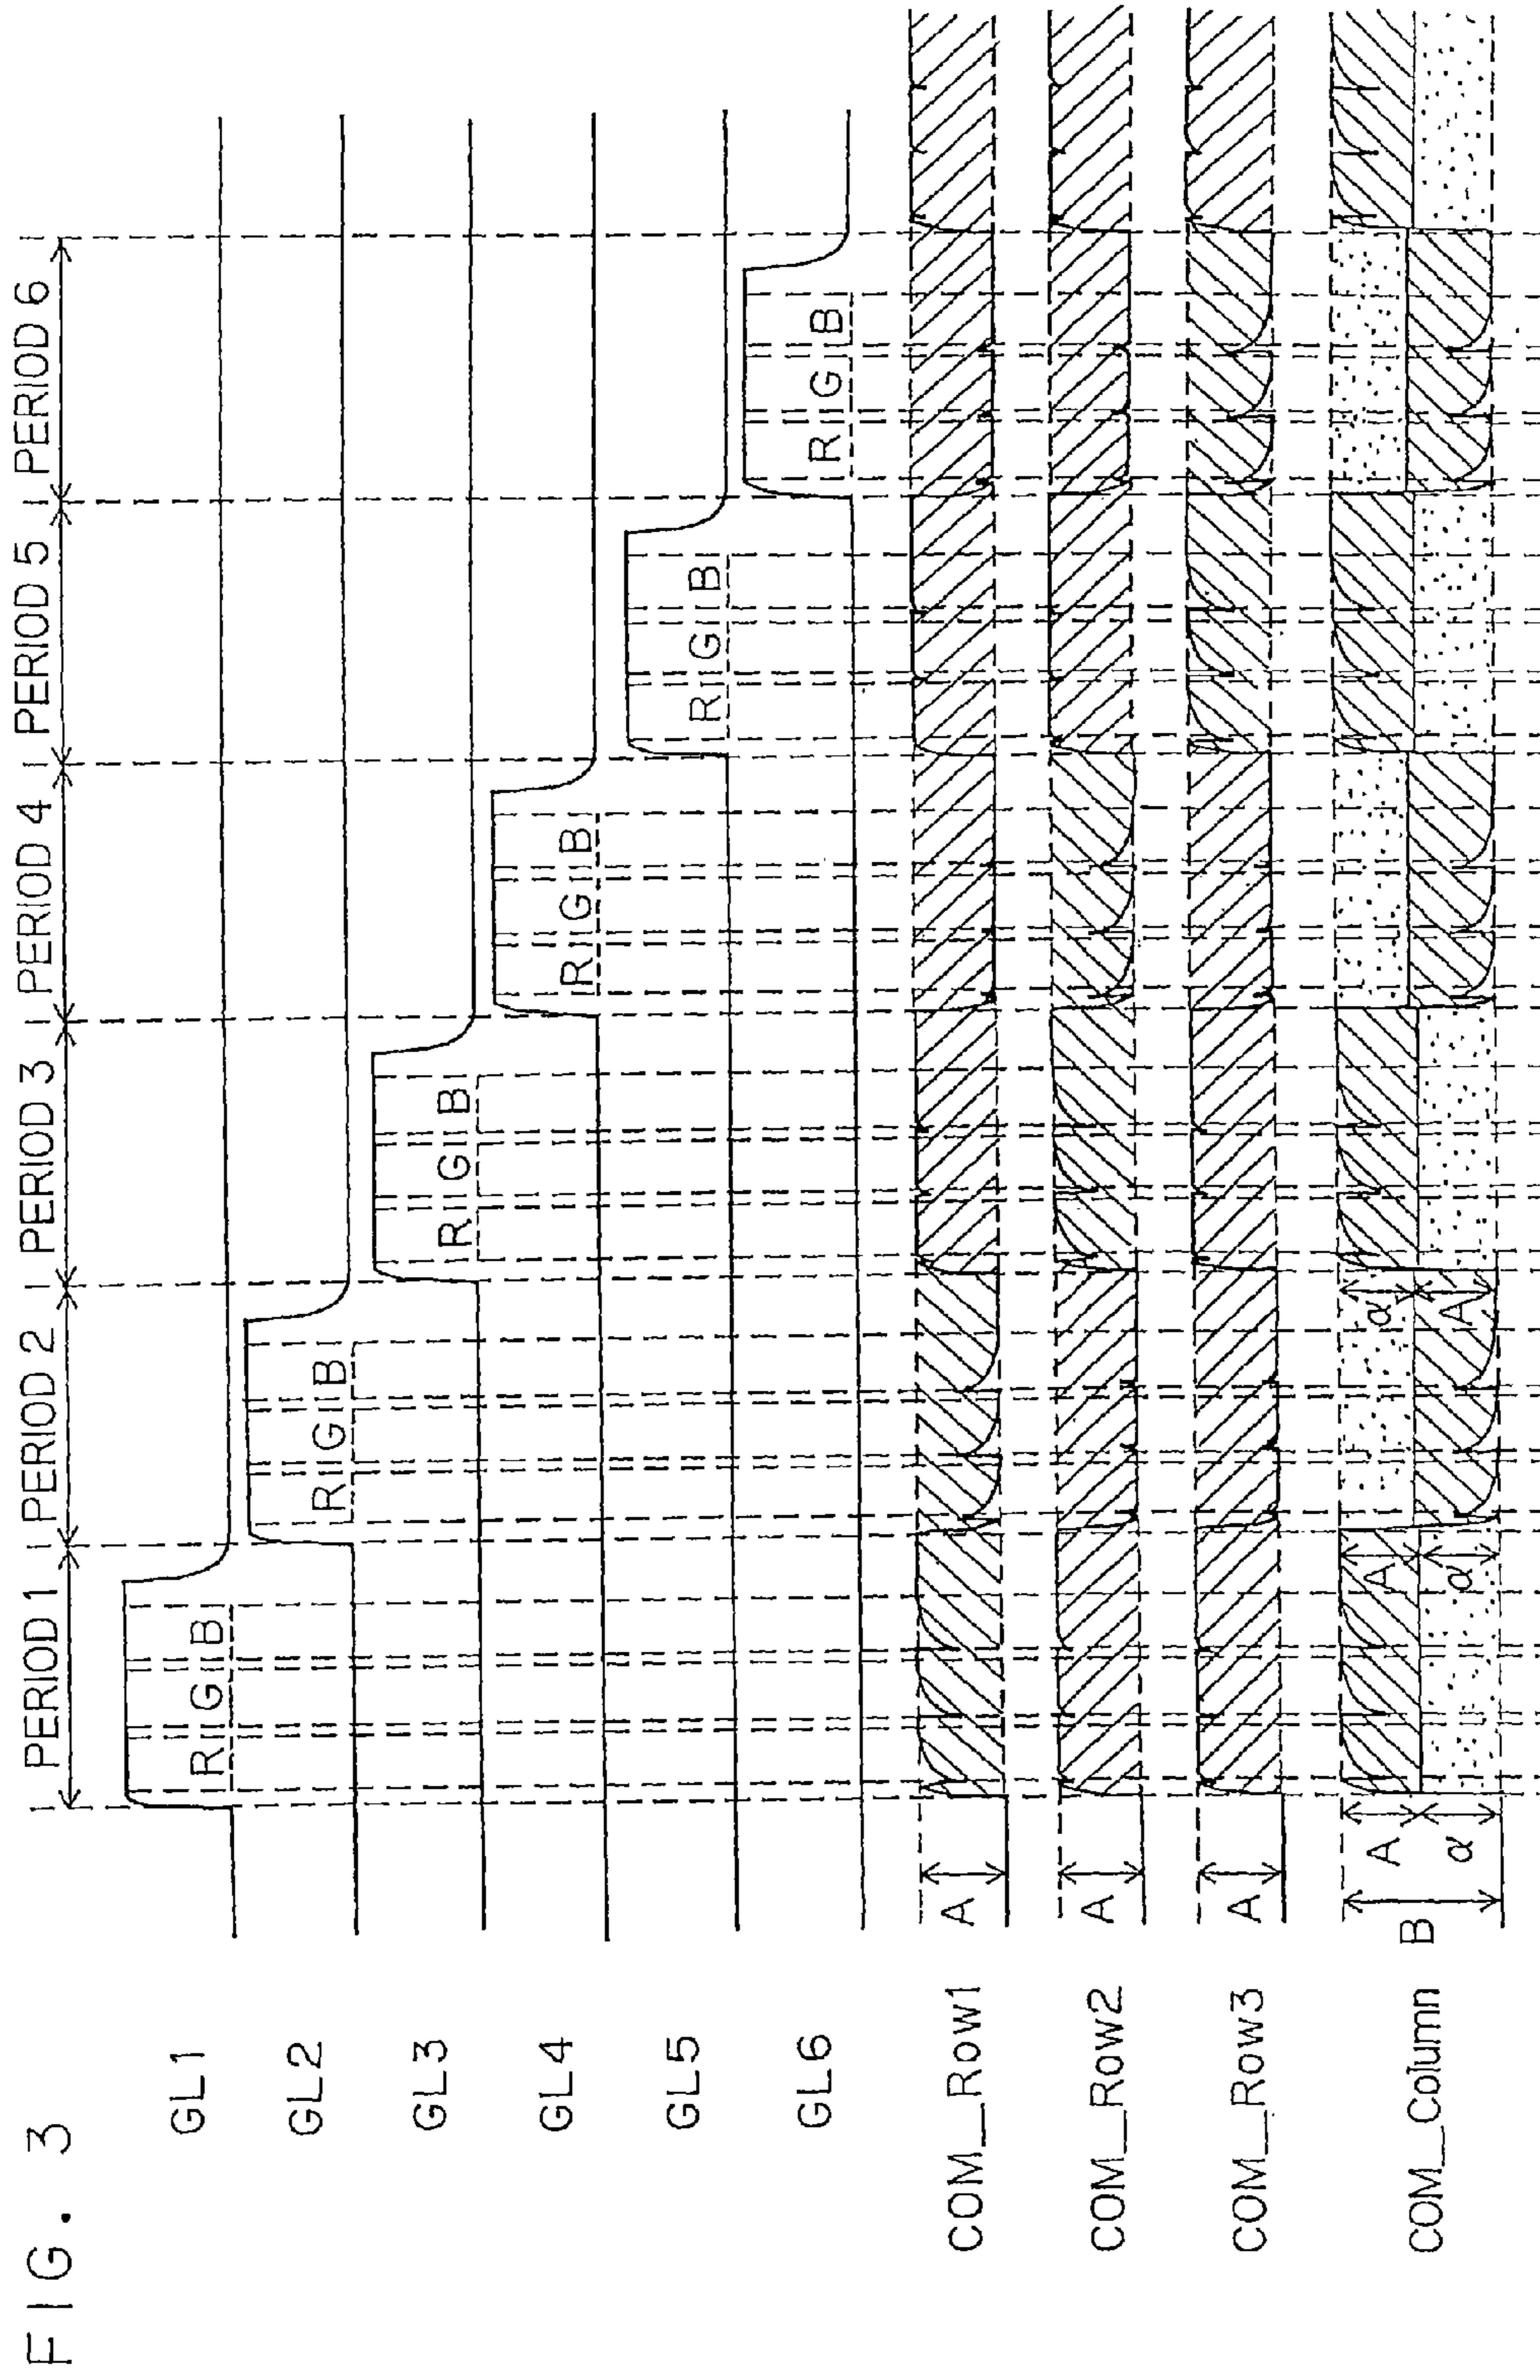 FIG. 3
PERIOD 1 PERIOD 2 PERIOD 3 PERIOD 4 PERIOD 5 PERIOD 6
GL1 R G B
GL2 R G B
GL3 R G B
GL4 R G B
GL5 R G B
GL6 R G B
COM_Row1 A
COM_Row2 A
COM_Row3 A
COM_Column B A A α
α α A